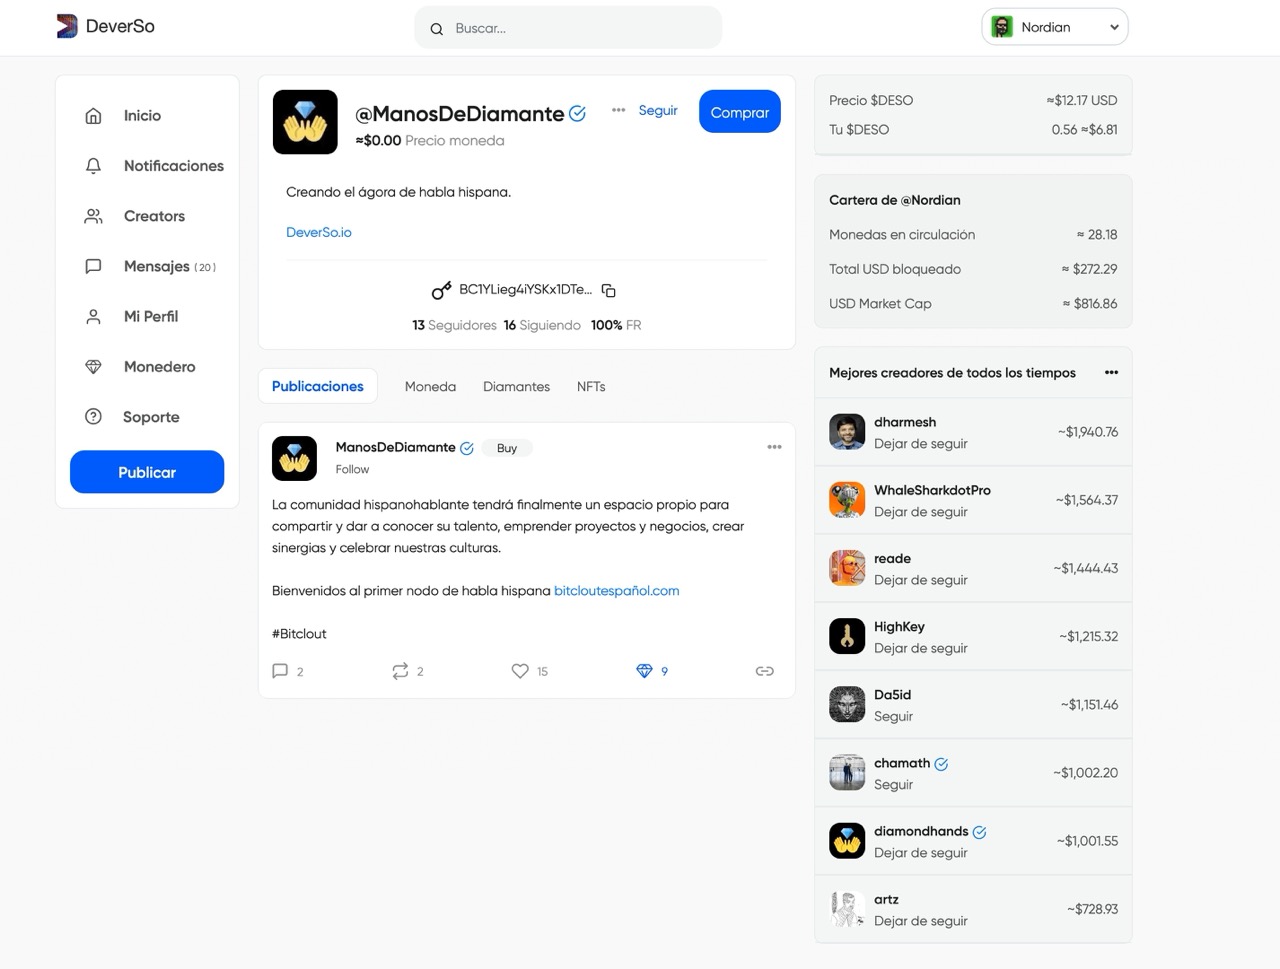 DeverSo
Buscar...
Nordian
Inicio
Notificaciones
Creators
Mensajes (20)
Mi Perfil
Monedero
Soporte
Publicar
@ManosDeDiamante
≈$0.00 Precio moneda
Seguir
Comprar
Creando el ágora de habla hispana.
DeverSo.io
BC1YLieg4iYSKx1DTe...
13 Seguidores 16 Siguiendo 100% FR
Publicaciones Moneda Diamantes NFTs
ManosDeDiamante Buy
Follow
La comunidad hispanohablante tendrá finalmente un espacio propio para
compartir y dar a conocer su talento, emprender proyectos y negocios, crear
sinergias y celebrar nuestras culturas.
Bienvenidos al primer nodo de habla hispana bitcloutespañol.com
#Bitclout
2 2 15 9
Precio $DESO ≈$12.17 USD
Tu $DESO 0.56 ≈$6.81
Cartera de @Nordian
Monedas en circulación ≈ 28.18
Total USD bloqueado ≈ $272.29
USD Market Cap ≈ $816.86
Mejores creadores de todos los tiempos
dharmesh
Dejar de seguir
~$1,940.76
WhaleSharkdotPro
Dejar de seguir
~$1,564.37
reade
Dejar de seguir
~$1,444.43
HighKey
Dejar de seguir
~$1,215.32
Da5id
Seguir
~$1,151.46
chamath
Seguir
~$1,002.20
diamondhands
Dejar de seguir
~$1,001.55
artz
Dejar de seguir
~$728.93